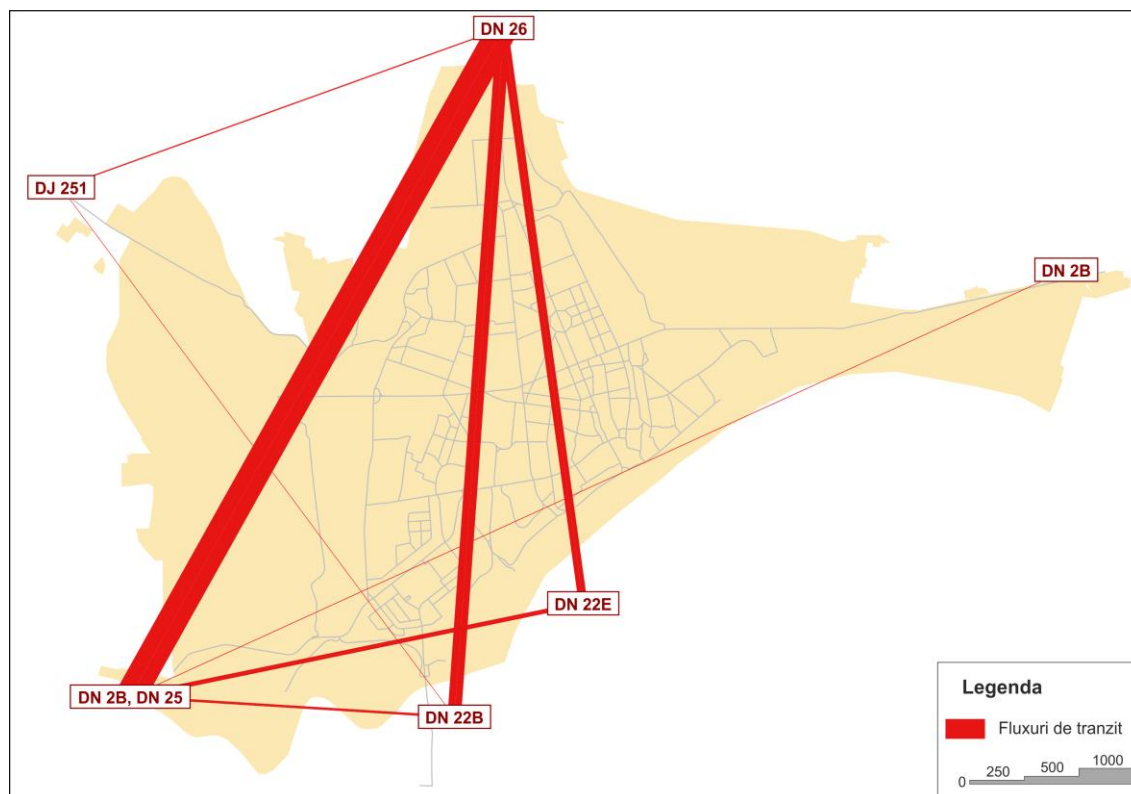 DN 26
DJ 251
DN 2B
DN 22E
DN 2B, DN 25
DN 22B
Legenda
Fluxuri de tranzit
0 250 500 1000